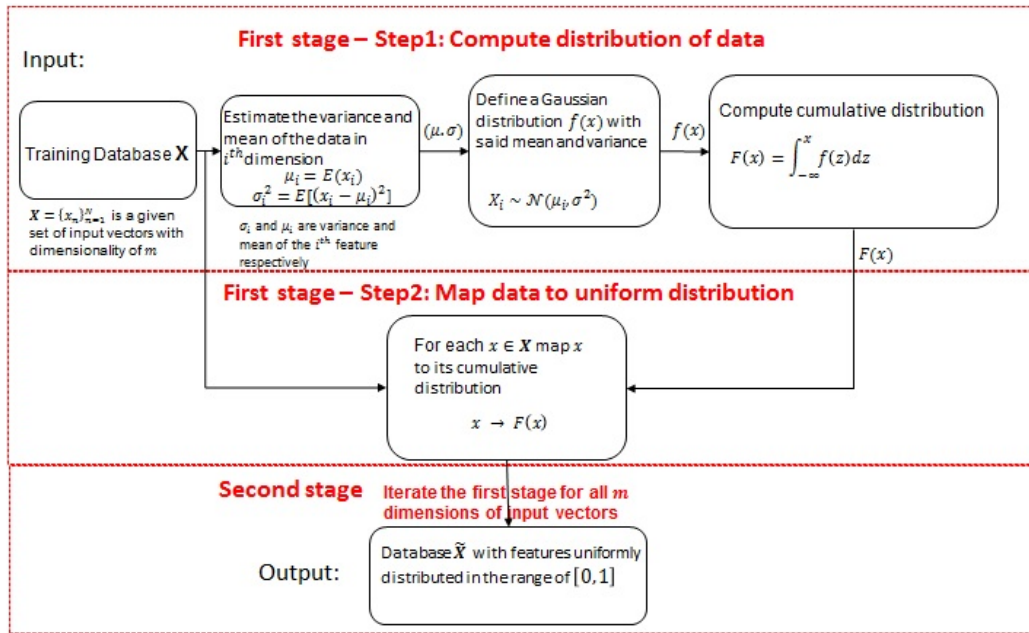 First stage – Step1: Compute distribution of data
Input:
Training Database X
X = {x_n}_{n=1}^N is a given
set of input vectors with
dimensionality of m
Estimate the variance and
mean of the data in
i^th dimension
μ_i = E(x_i)
σ_i^2 = E[(x_i − μ_i)^2]
σ_i and μ_i are variance and
mean of the i^th feature
respectively
(μ.σ)
Define a Gaussian
distribution f(x) with
said mean and variance
X_i ~ N(μ_i, σ^2)
f(x)
Compute cumulative distribution
F(x) = ∫_{−∞}^x f(z)dz
F(x)
First stage – Step2: Map data to uniform distribution
For each x ∈ X map x
to its cumulative
distribution
x → F(x)
Second stage
Iterate the first stage for all m
dimensions of input vectors
Output:
Database X̃ with features uniformly
distributed in the range of [0,1]